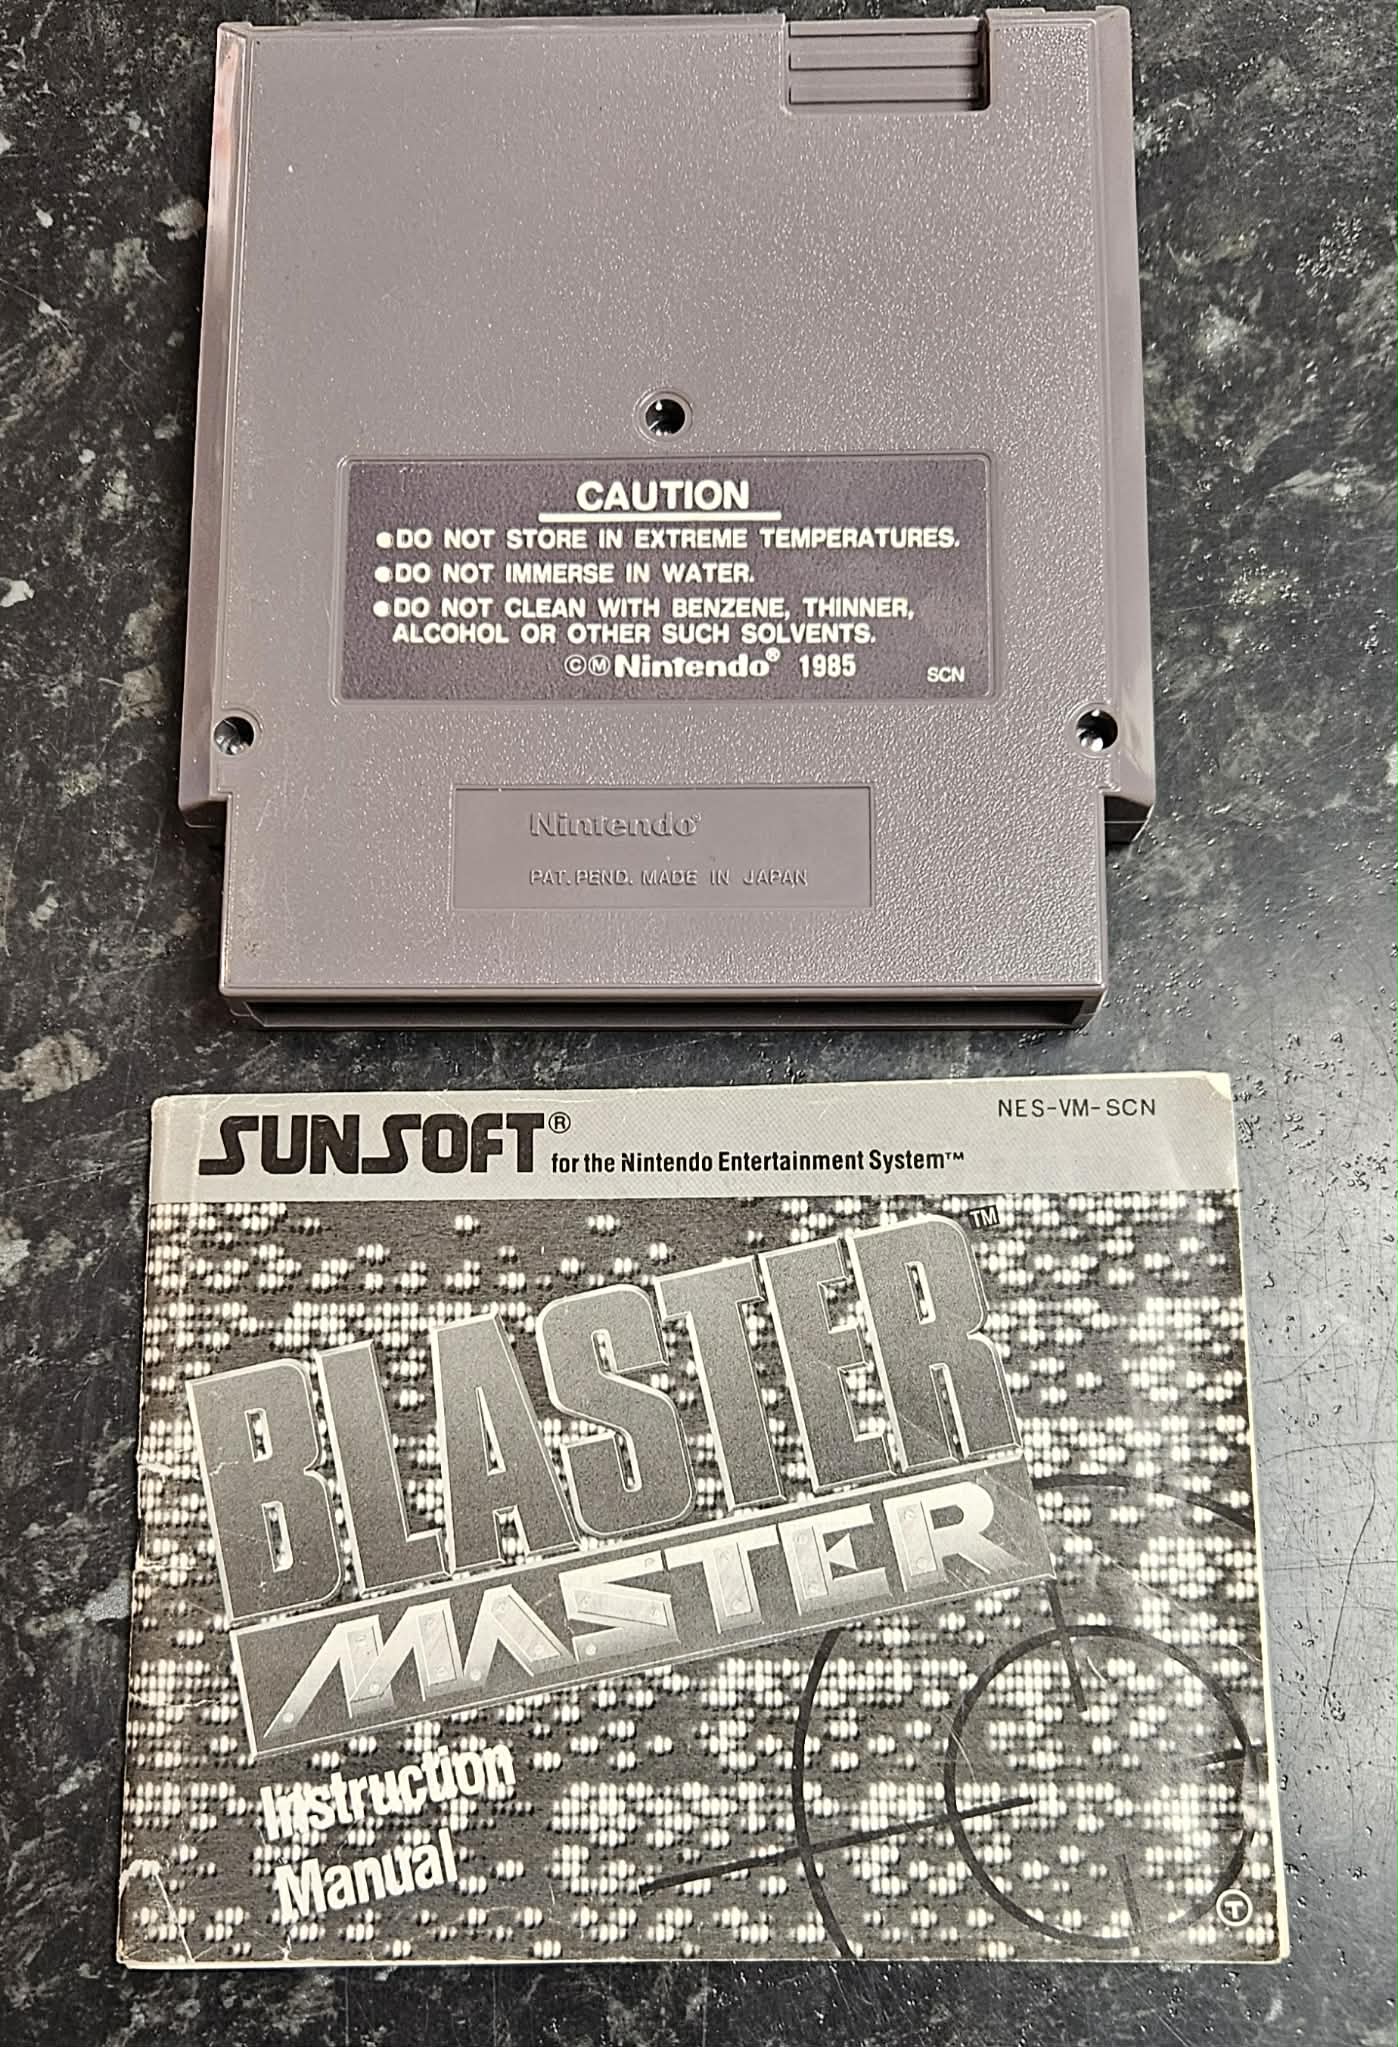 CAUTION
●DO NOT STORE IN EXTREME TEMPERATURES.
●DO NOT IMMERSE IN WATER.
●DO NOT CLEAN WITH BENZENE, THINNER,
ALCOHOL OR OTHER SUCH SOLVENTS.
©Ⓜ Nintendo® 1985
SCN
Nintendo®
PAT. PEND. MADE IN JAPAN
SUNSOFT® for the Nintendo Entertainment System™
NES-VM-SCN
BLASTER™
MASTER
Instruction
Manual
T